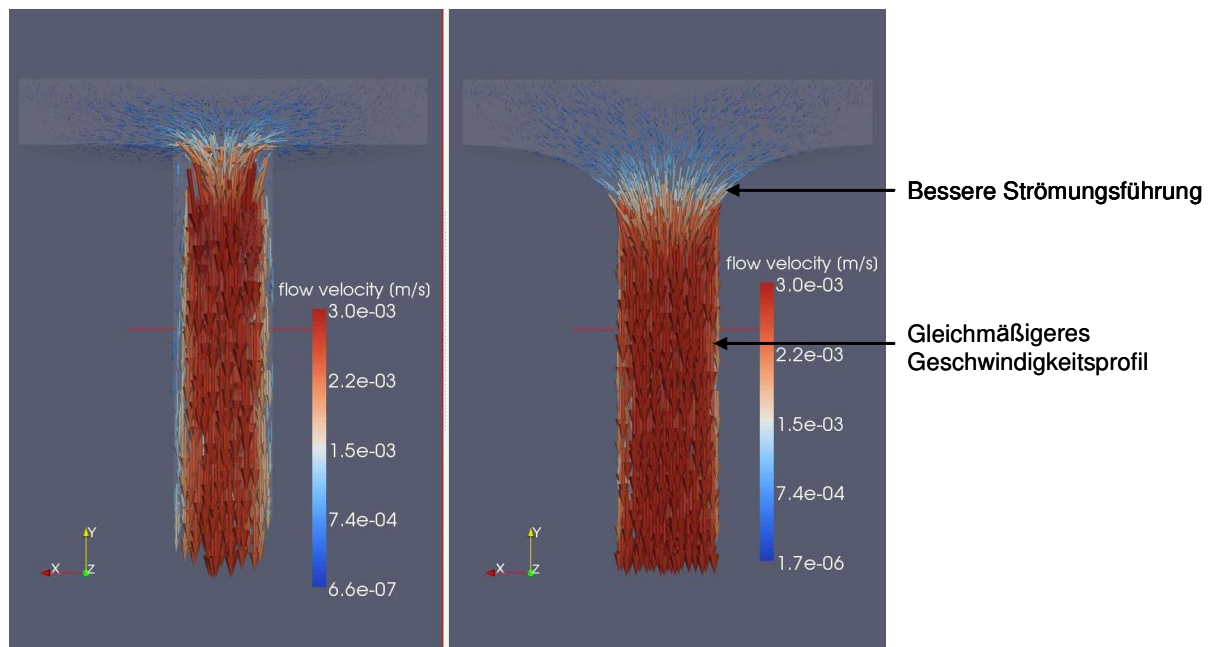 flow velocity (m/s)
3.0e-03
2.2e-03
1.5e-03
7.4e-04
6.6e-07
Y
X
Z
flow velocity (m/s)
3.0e-03
2.2e-03
1.5e-03
7.4e-04
1.7e-06
Y
X
Z
Bessere Strömungsführung
Gleichmäßigeres
Geschwindigkeitsprofil